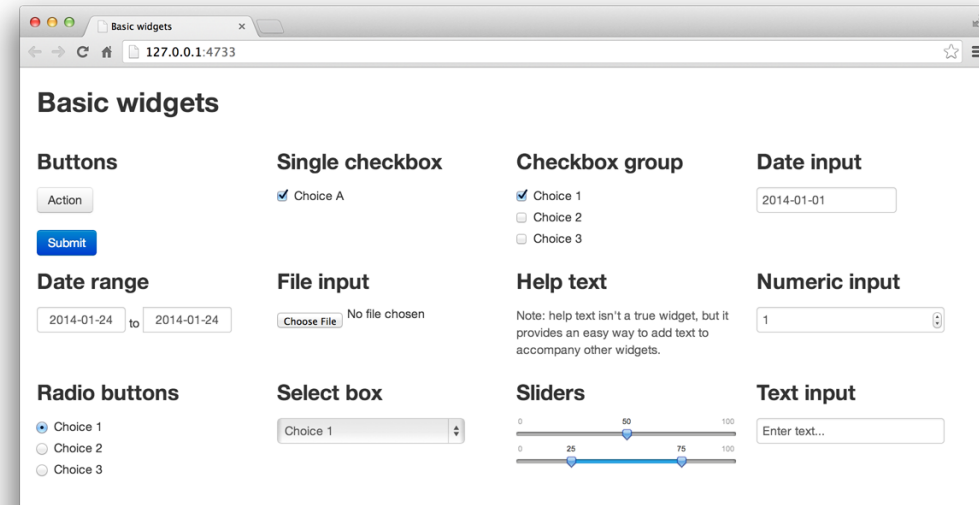 Basic widgets
127.0.0.1:4733
Basic widgets
Buttons
Action
Submit
Single checkbox
Choice A
Checkbox group
Choice 1
Choice 2
Choice 3
Date input
2014-01-01
Date range
2014-01-24 to 2014-01-24
File input
Choose File No file chosen
Help text
Note: help text isn't a true widget, but it
provides an easy way to add text to
accompany other widgets.
Numeric input
1
Radio buttons
Choice 1
Choice 2
Choice 3
Select box
Choice 1
Sliders
0 50 100
0 25 75 100
Text input
Enter text...